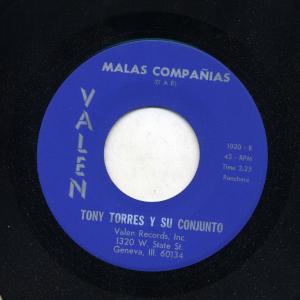 MALAS COMPAÑIAS
(D.A.R)
VALEN
1020 - B
45 - RPM
Time 2:25
Ranchera
TONY TORRES Y SU CONJUNTO
Valen Records, Inc.
1320 W. State St.
Geneva, Ill. 60134